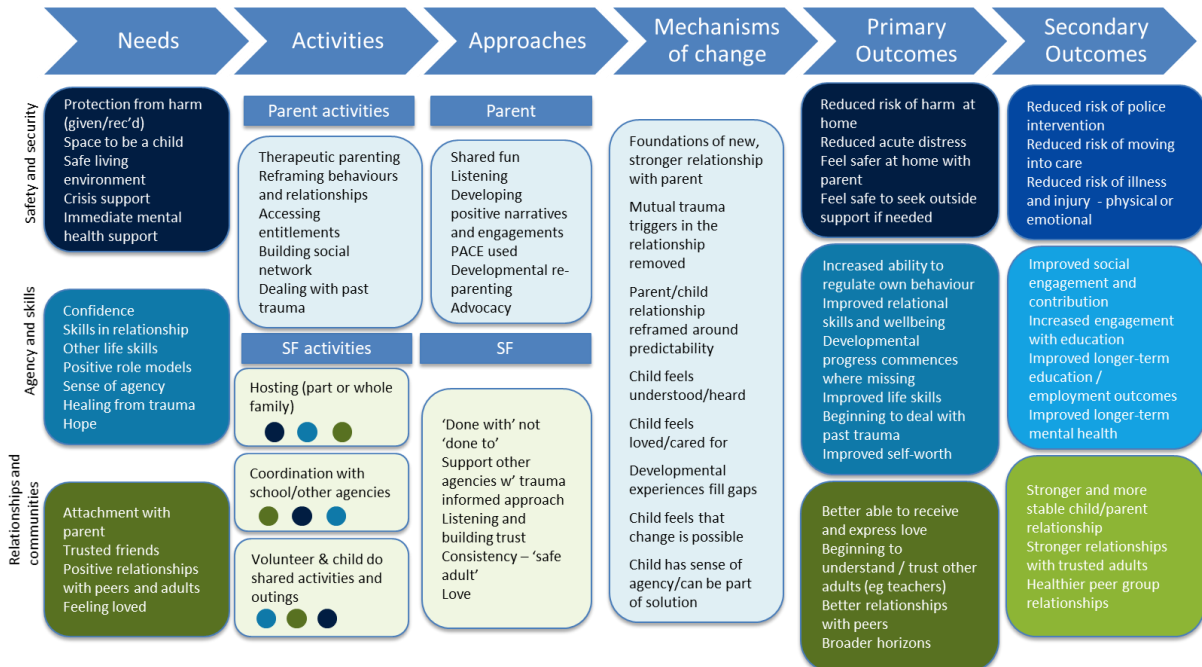 Needs
Activities
Approaches
Mechanisms
of change
Primary
Outcomes
Secondary
Outcomes
Safety and security
Protection from harm
(given/rec'd)
Space to be a child
Safe living
environment
Crisis support
Immediate mental
health support
Agency and skills
Confidence
Skills in relationship
Other life skills
Positive role models
Sense of agency
Healing from trauma
Hope
Relationships and
communities
Attachment with
parent
Trusted friends
Positive relationships
with peers and adults
Feeling loved
Parent activities
Therapeutic parenting
Reframing behaviours
and relationships
Accessing
entitlements
Building social
network
Dealing with past
trauma
SF activities
Hosting (part or whole
family)
Coordination with
school/other agencies
Volunteer & child do
shared activities and
outings
Parent
Shared fun
Listening
Developing
positive narratives
and engagements
PACE used
Developmental re-
parenting
Advocacy
SF
‘Done with’ not
‘done to’
Support other
agencies w’ trauma
informed approach
Listening and
building trust
Consistency – ‘safe
adult’
Love
Foundations of new,
stronger relationship
with parent
Mutual trauma
triggers in the
relationship
removed
Parent/child
relationship
reframed around
predictability
Child feels
understood/heard
Child feels
loved/cared for
Developmental
experiences fill gaps
Child feels that
change is possible
Child has sense of
agency/can be part
of solution
Reduced risk of harm at
home
Reduced acute distress
Feel safer at home with
parent
Feel safe to seek outside
support if needed
Increased ability to
regulate own behaviour
Improved relational
skills and wellbeing
Developmental
progress commences
where missing
Improved life skills
Beginning to deal with
past trauma
Improved self-worth
Better able to receive
and express love
Beginning to
understand / trust other
adults (eg teachers)
Better relationships
with peers
Broader horizons
Reduced risk of police
intervention
Reduced risk of moving
into care
Reduced risk of illness
and injury - physical or
emotional
Improved social
engagement and
contribution
Increased engagement
with education
Improved longer-term
education /
employment outcomes
Improved longer-term
mental health
Stronger and more
stable child/parent
relationship
Stronger relationships
with trusted adults
Healthier peer group
relationships